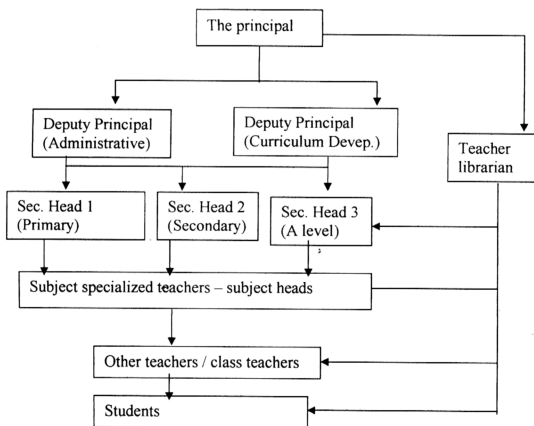 The principal
Deputy Principal
(Administrative)
Deputy Principal
(Curriculum Devep.)
Teacher
librarian
Sec. Head 1
(Primary)
Sec. Head 2
(Secondary)
Sec. Head 3
(A level)
Subject specialized teachers – subject heads
Other teachers / class teachers
Students